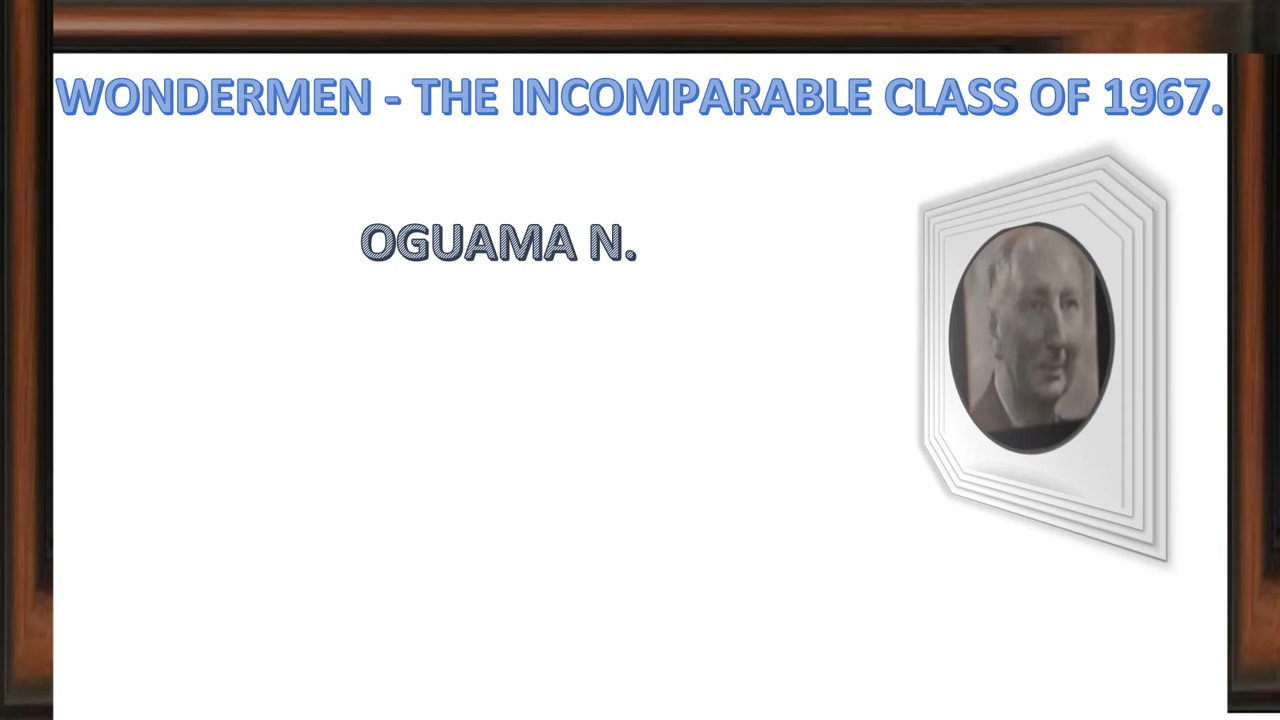 WONDERMEN - THE INCOMPARABLE CLASS OF 1967.
OGUAMA N.